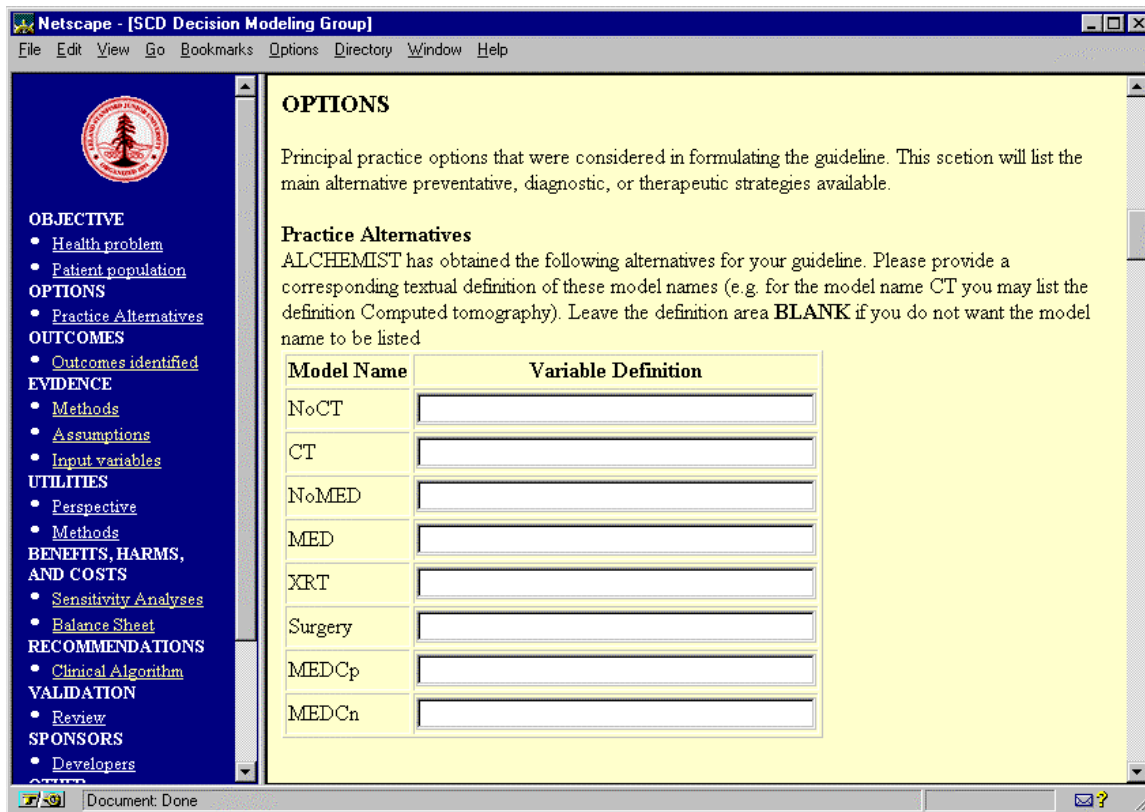 Netscape - [SCD Decision Modeling Group]
File Edit View Go Bookmarks Options Directory Window Help
OBJECTIVE
Health problem
Patient population
OPTIONS
Practice Alternatives
OUTCOMES
Outcomes identified
EVIDENCE
Methods
Assumptions
Input variables
UTILITIES
Perspective
Methods
BENEFITS, HARMS,
AND COSTS
Sensitivity Analyses
Balance Sheet
RECOMMENDATIONS
Clinical Algorithm
VALIDATION
Review
SPONSORS
Developers
OPTIONS
Principal practice options that were considered in formulating the guideline. This scetion will list the
main alternative preventative, diagnostic, or therapeutic strategies available.
Practice Alternatives
ALCHEMIST has obtained the following alternatives for your guideline. Please provide a
corresponding textual definition of these model names (e.g. for the model name CT you may list the
definition Computed tomography). Leave the definition area BLANK if you do not want the model
name to be listed
Model Name Variable Definition
NoCT
CT
NoMED
MED
XRT
Surgery
MEDCp
MEDCn
Document: Done